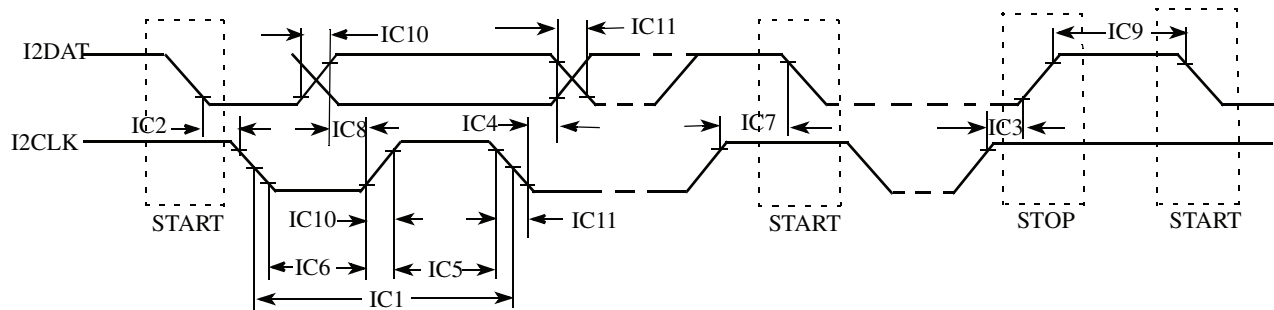 IC10 IC11 IC9
I2DAT
IC2 IC8 IC4 IC7 IC3
I2CLK
START IC10 IC11 START STOP START
IC6 IC5
IC1